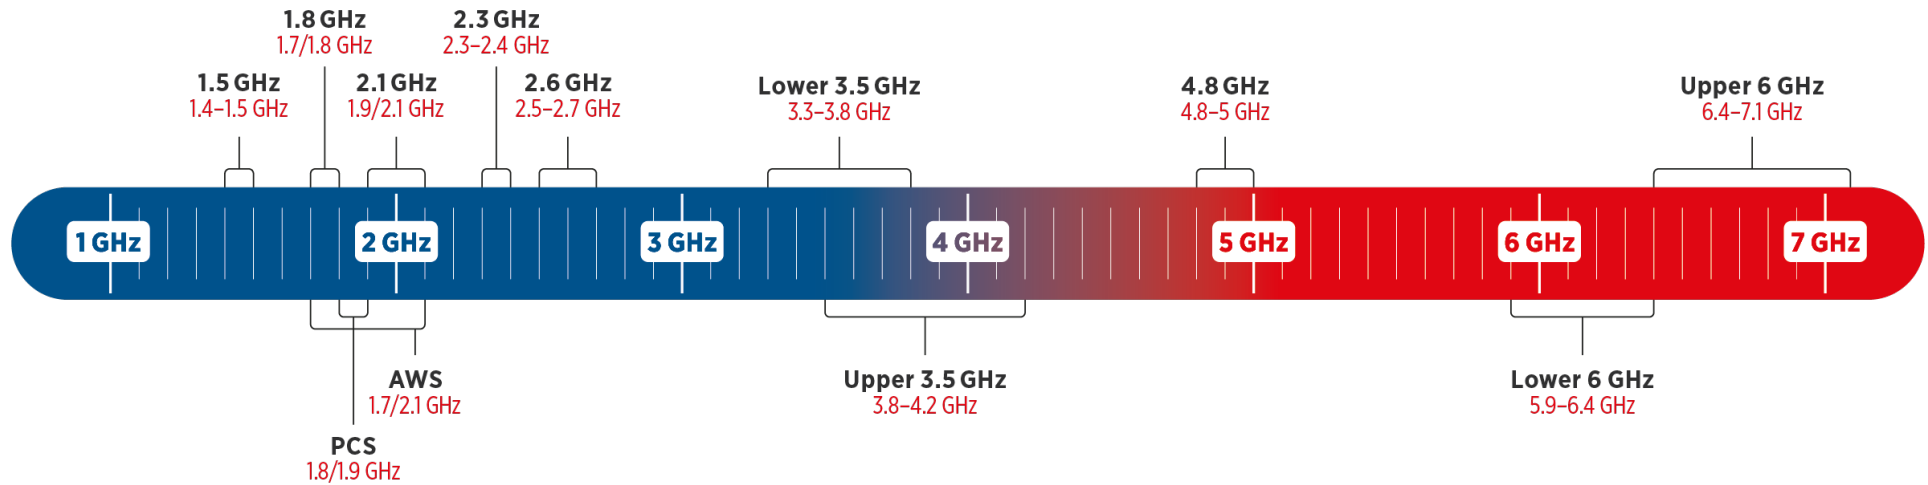 1.8 GHz
1.7/1.8 GHz
2.3 GHz
2.3–2.4 GHz
1.5 GHz
1.4–1.5 GHz
2.1 GHz
1.9/2.1 GHz
2.6 GHz
2.5–2.7 GHz
Lower 3.5 GHz
3.3–3.8 GHz
4.8 GHz
4.8–5 GHz
Upper 6 GHz
6.4–7.1 GHz
1 GHz
2 GHz
3 GHz
4 GHz
5 GHz
6 GHz
7 GHz
AWS
1.7/2.1 GHz
Upper 3.5 GHz
3.8–4.2 GHz
Lower 6 GHz
5.9–6.4 GHz
PCS
1.8/1.9 GHz